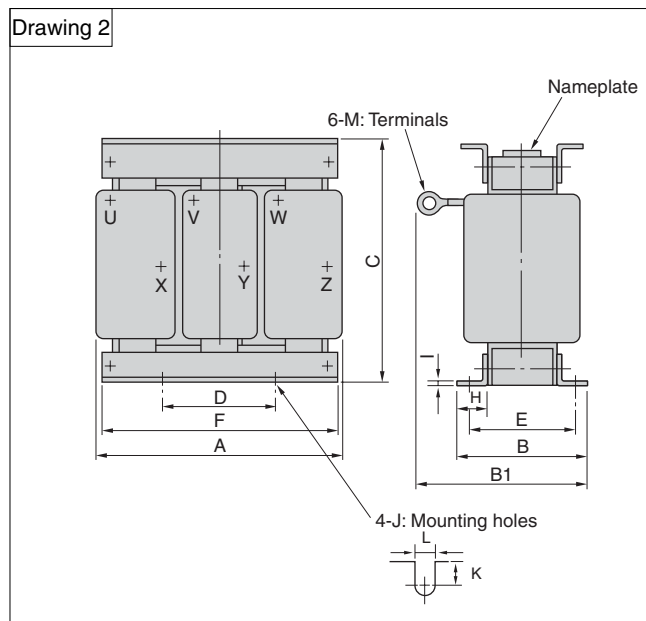 Drawing 2
Nameplate
6-M: Terminals
U
V
W
X
Y
Z
C
D
F
A
I
H
E
B
B1
4-J: Mounting holes
L
K